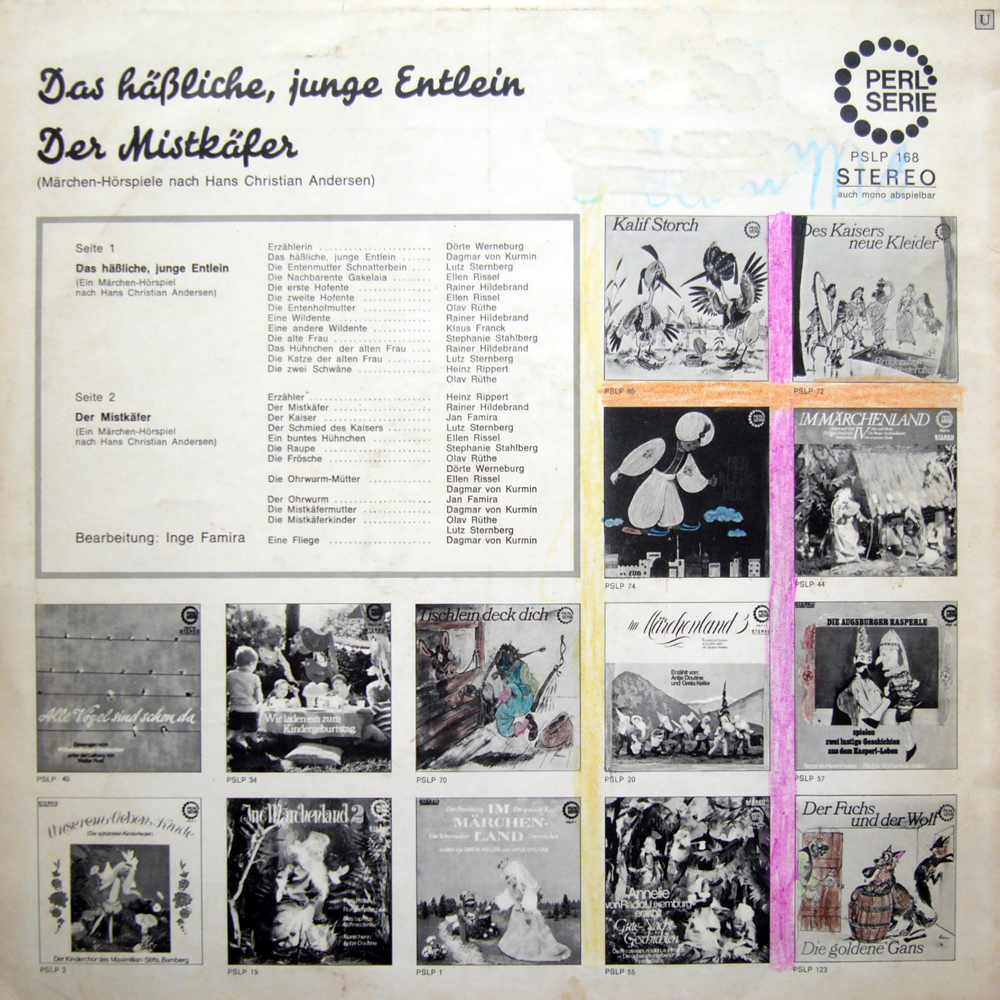 U
Das häßliche, junge Entlein
Der Mistkäfer
(Märchen-Hörspiele nach Hans Christian Andersen)
PERL
SERIE
PSLP 168
STEREO
auch mono abspielbar
Seite 1
Das häßliche, junge Entlein
(Ein Märchen-Hörspiel
nach Hans Christian Andersen)
Erzählerin .................... Dörte Werneburg
Das häßliche, junge Entlein ...... Dagmar von Kurmin
Die Entenmutter Schnatterbein ... Lutz Sternberg
Die Nachbarente Gakelaia ....... Ellen Rissel
Die erste Hofente ............... Rainer Hildebrand
Die zweite Hofente .............. Ellen Rissel
Die Entenhofmutter ............. Olav Rüthe
Eine Wildente .................. Rainer Hildebrand
Eine andere Wildente ........... Klaus Franck
Die alte Frau ................... Stephanie Stahlberg
Das Hühnchen der alten Frau .... Rainer Hildebrand
Die Katze der alten Frau ........ Lutz Sternberg
Die zwei Schwäne .............. Heinz Rippert
Olav Rüthe
Seite 2
Der Mistkäfer
(Ein Märchen-Hörspiel
nach Hans Christian Andersen)
Erzähler ...................... Heinz Rippert
Der Mistkäfer .................. Rainer Hildebrand
Der Kaiser .................... Jan Famira
Der Schmied des Kaisers ........ Lutz Sternberg
Ein buntes Hühnchen ........... Ellen Rissel
Die Raupe .................... Stephanie Stahlberg
Die Frösche ................... Olav Rüthe
Dörte Werneburg
Die Ohrwurm-Mütter ............ Ellen Rissel
Dagmar von Kurmin
Der Ohrwurm .................. Jan Famira
Die Mistkäfermutter ............ Dagmar von Kurmin
Die Mistkäferkinder ............ Olav Rüthe
Lutz Sternberg
Eine Fliege .................... Dagmar von Kurmin
Bearbeitung: Inge Famira
Kalif Storch
PSLP 85
Des Kaisers
neue Kleider
PSLP 72
PSLP 74
IM MÄRCHENLAND
IV
PSLP 44
Alle Vögel sind schon da
PSLP 40
Wir laden ein zum
Kindergeburtstag
PSLP 34
Tischlein deck dich
PSLP 70
Im Märchenland 3
Erzählt von:
Antje Doutine
und Greta Keller
PSLP 20
DIE AUGSBURGER KASPERLE
spielen
zwei lustige Geschichten
aus dem Kasperl-Leben
PSLP 57
(Die schönsten Kinderlieder)
Der Kinderchor des Maximilian-Stifts, Bamberg
PSLP 2
Im Märchenland 2
PSLP 19
IM
MÄRCHEN-
LAND
PSLP 1
Annelie
von Radio Luxemburg
erzählt
Gute-Nacht-
Geschichten
PSLP 55
Der Fuchs
und der Wolf
Die goldene Gans
PSLP 123